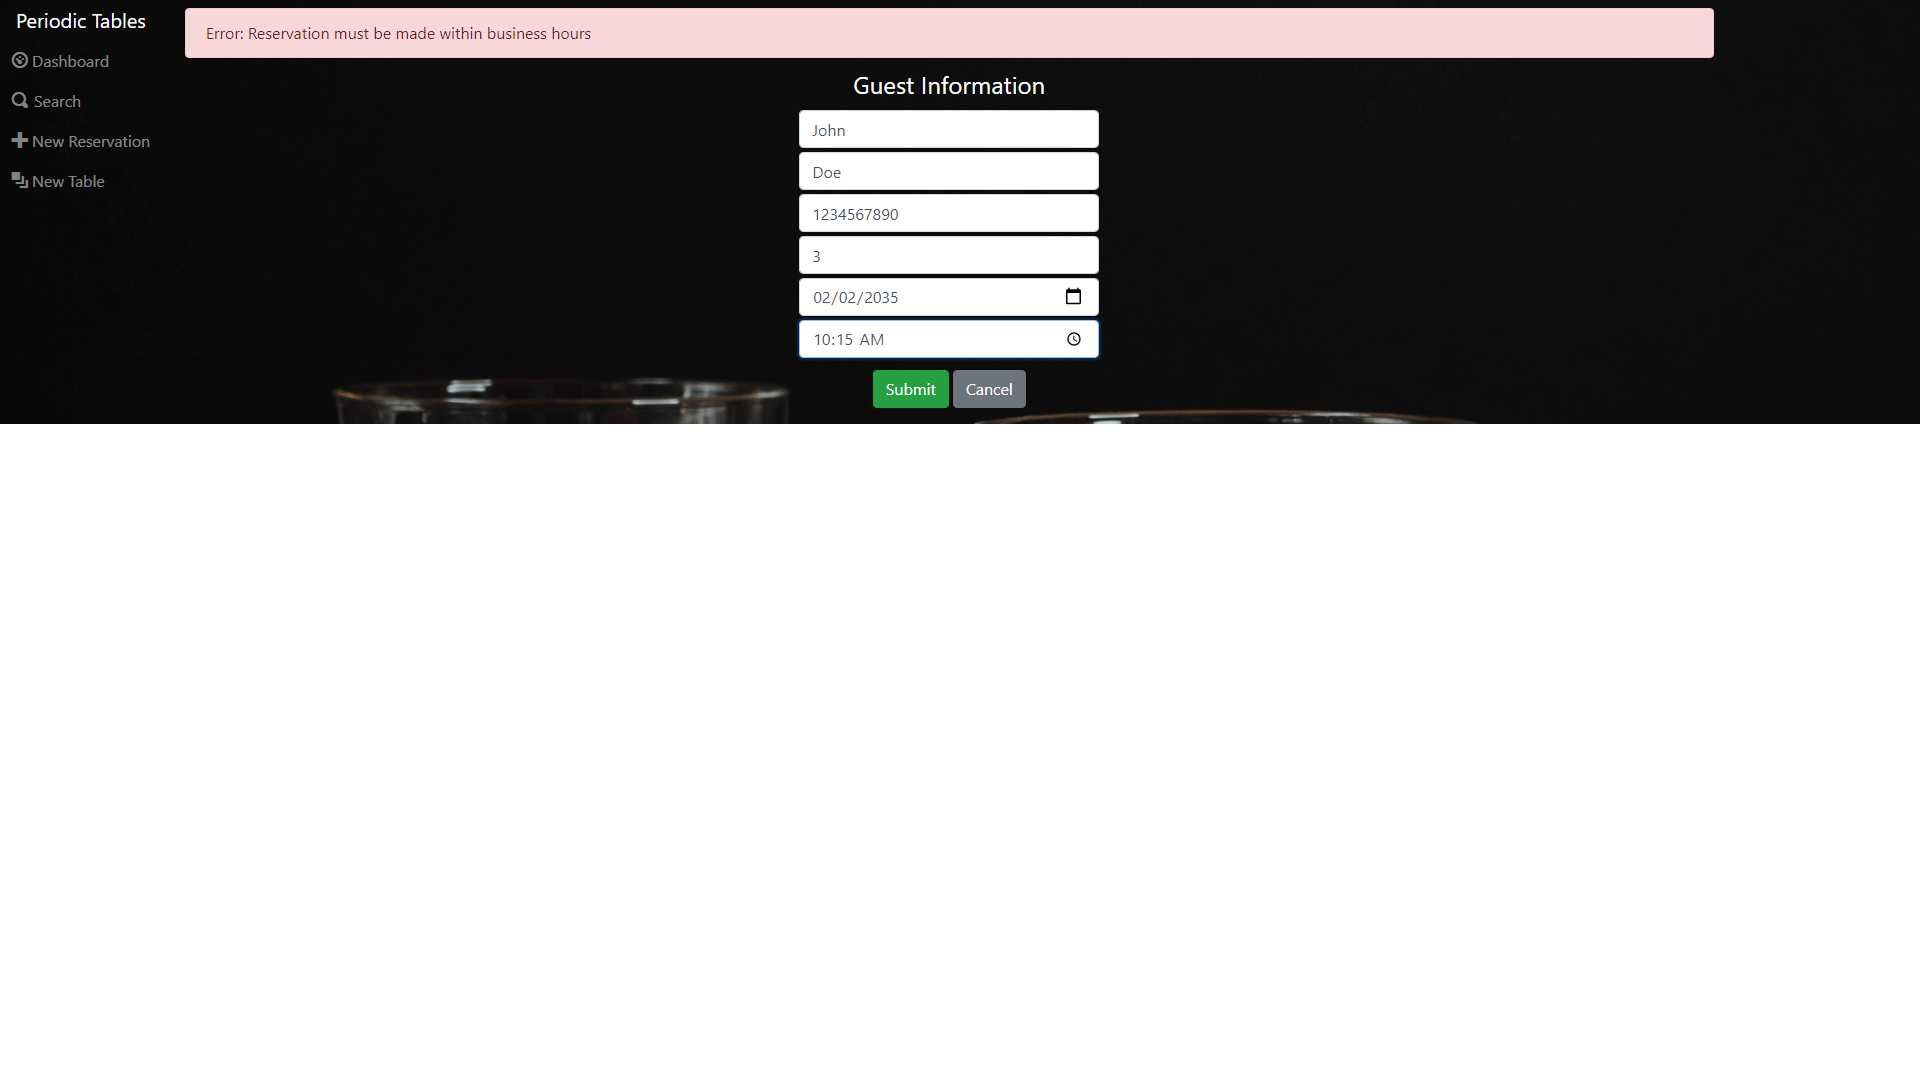 Periodic Tables
Dashboard
Search
New Reservation
New Table
Error: Reservation must be made within business hours
Guest Information
John
Doe
1234567890
3
02/02/2035
10:15 AM
Submit Cancel